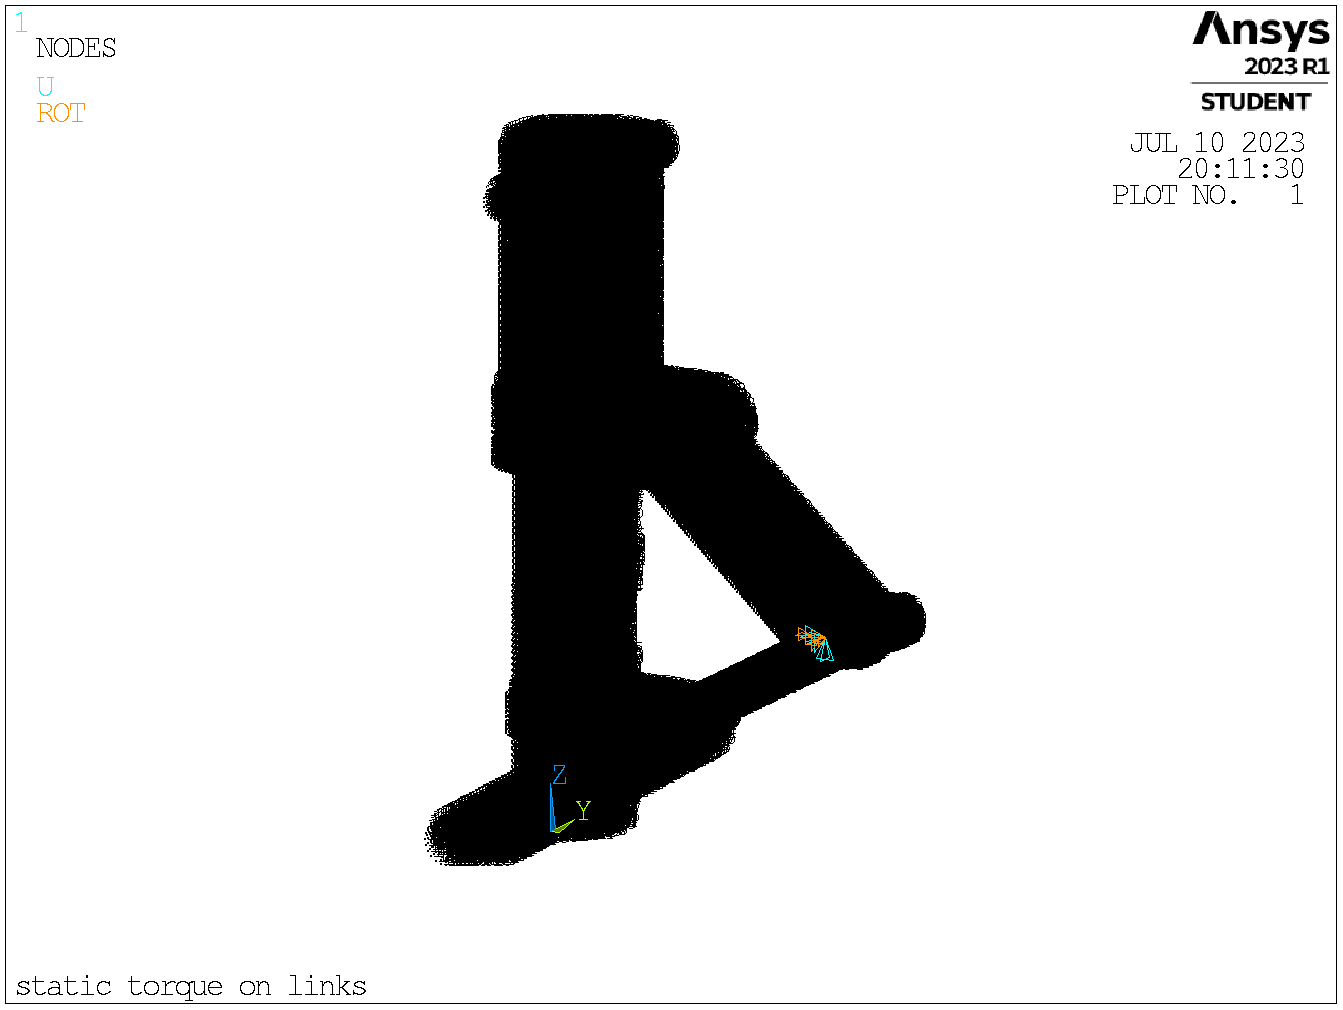 1
NODES
U
ROT
Ansys
2023 R1
STUDENT
JUL 10 2023
20:11:30
PLOT NO. 1
Z
Y
static torque on links